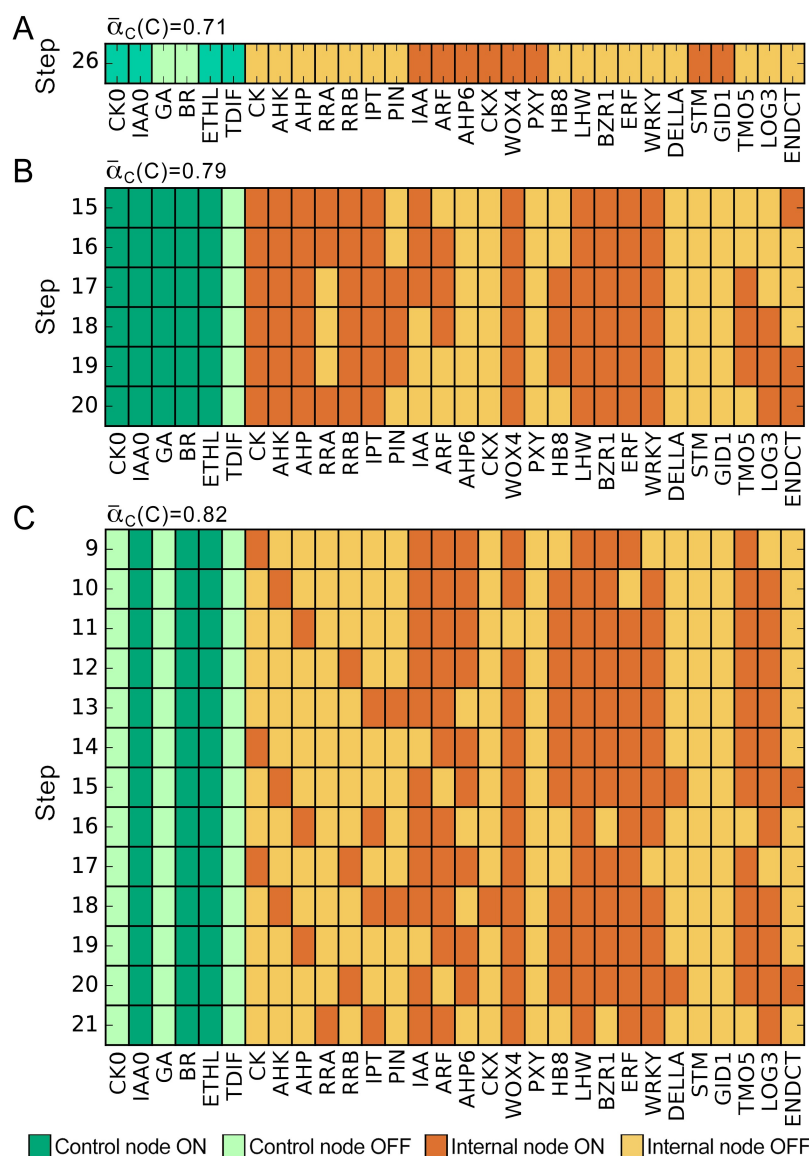 A
ᾱC(C)=0.71
Step
26
CK0 IAA0 GA BR ETHL TDIF CK AHK AHP RRA RRB IPT PIN IAA ARF AHP6 CKX WOX4 PXY HB8 LHW BZR1 ERF WRKY DELLA STM GID1 TMO5 LOG3 ENDCT
B
ᾱC(C)=0.79
Step
15
16
17
18
19
20
CK0 IAA0 GA BR ETHL TDIF CK AHK AHP RRA RRB IPT PIN IAA ARF AHP6 CKX WOX4 PXY HB8 LHW BZR1 ERF WRKY DELLA STM GID1 TMO5 LOG3 ENDCT
C
ᾱC(C)=0.82
Step
9
10
11
12
13
14
15
16
17
18
19
20
21
CK0 IAA0 GA BR ETHL TDIF CK AHK AHP RRA RRB IPT PIN IAA ARF AHP6 CKX WOX4 PXY HB8 LHW BZR1 ERF WRKY DELLA STM GID1 TMO5 LOG3 ENDCT
Control node ON Control node OFF Internal node ON Internal node OFF